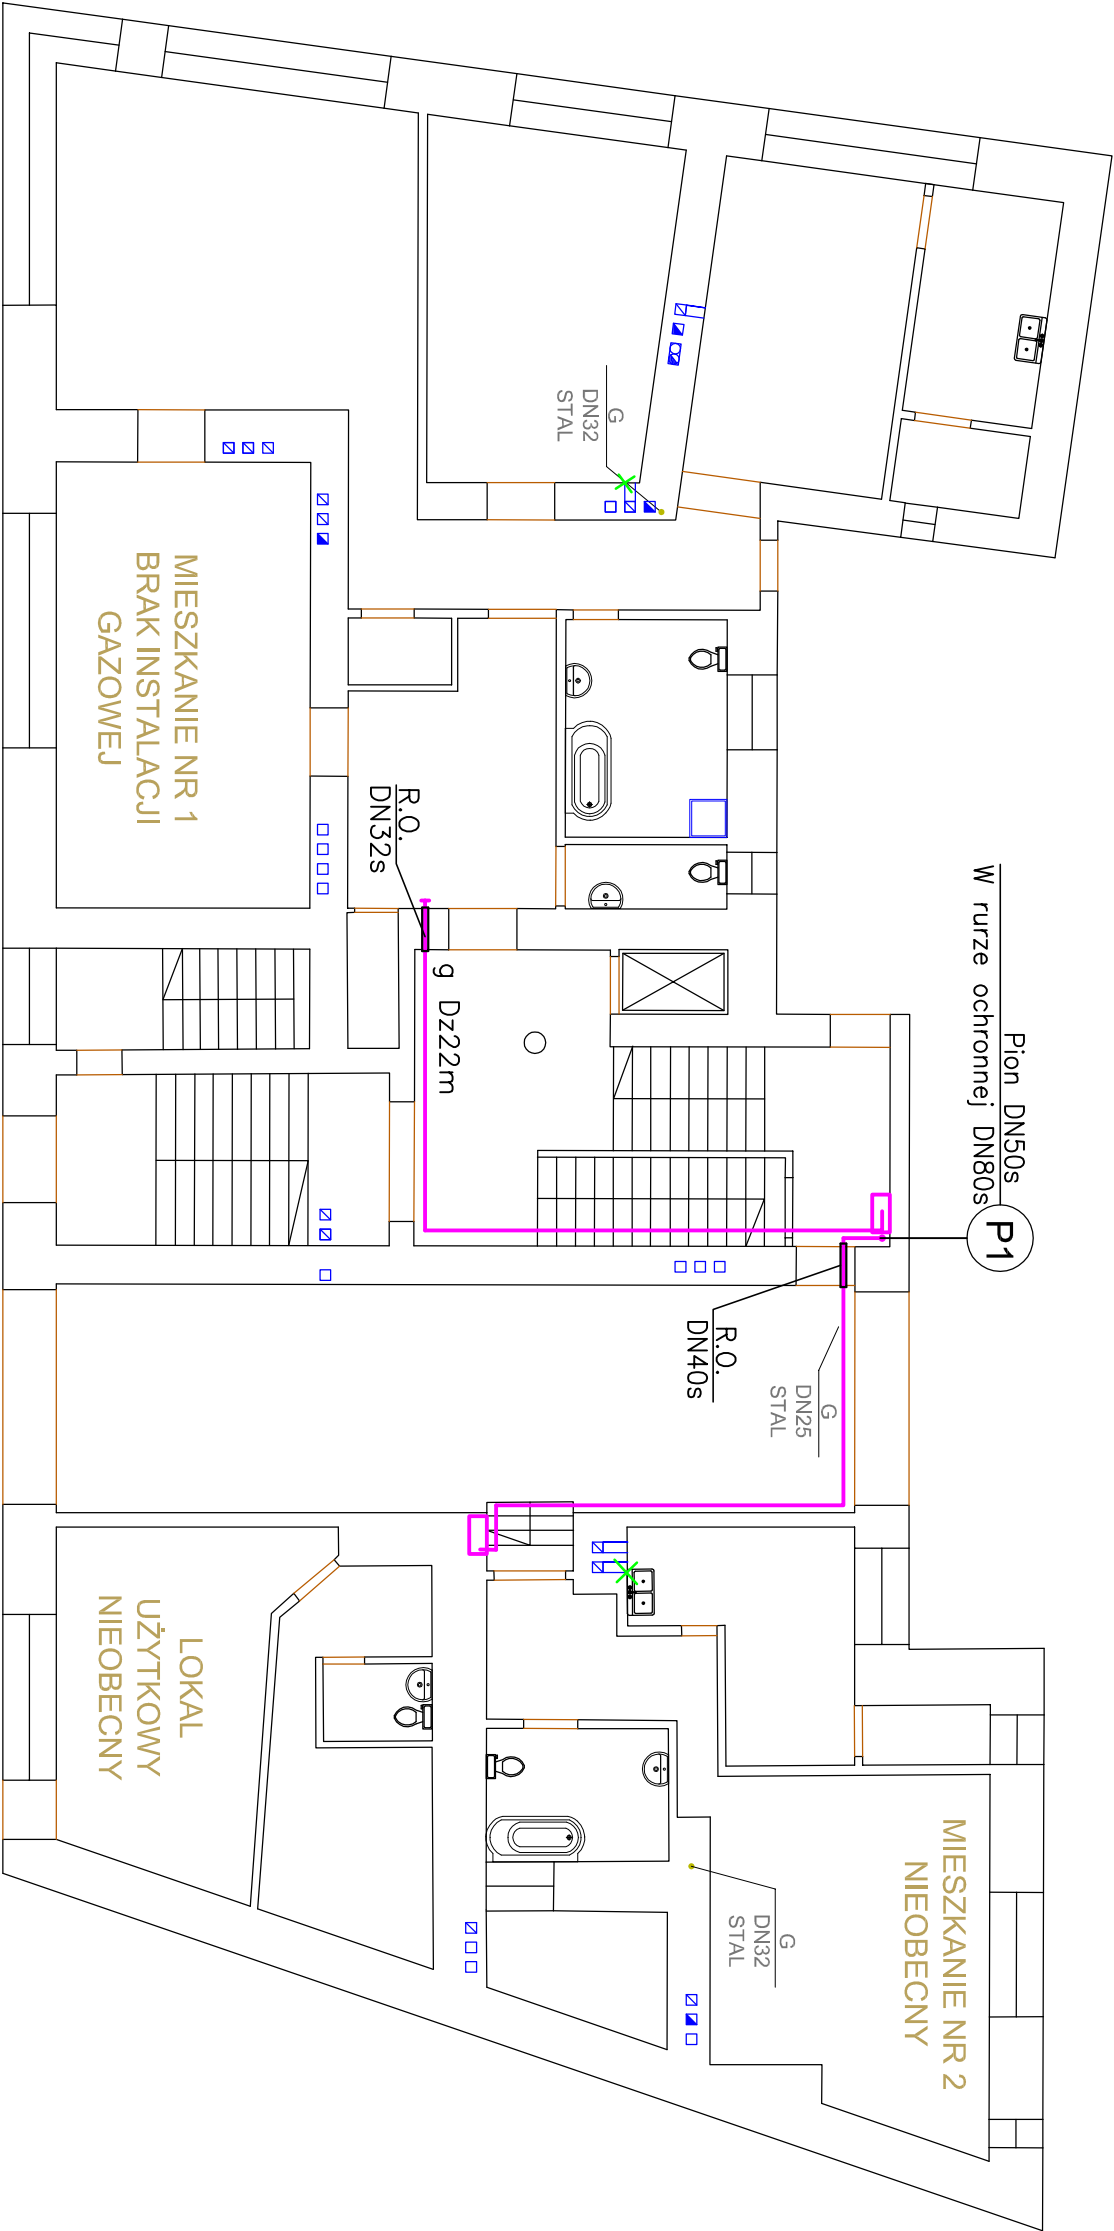 W rurze ochronnej DN80s
Pion DN50s
P1
G
DN32
STAL
MIESZKANIE NR 1
BRAK INSTALACJI
GAZOWEJ
R.O.
DN32s
g Dz22m
R.O.
DN40s
G
DN25
STAL
LOKAL
UŻYTKOWY
NIEOBECNY
MIESZKANIE NR 2
NIEOBECNY
G
DN32
STAL